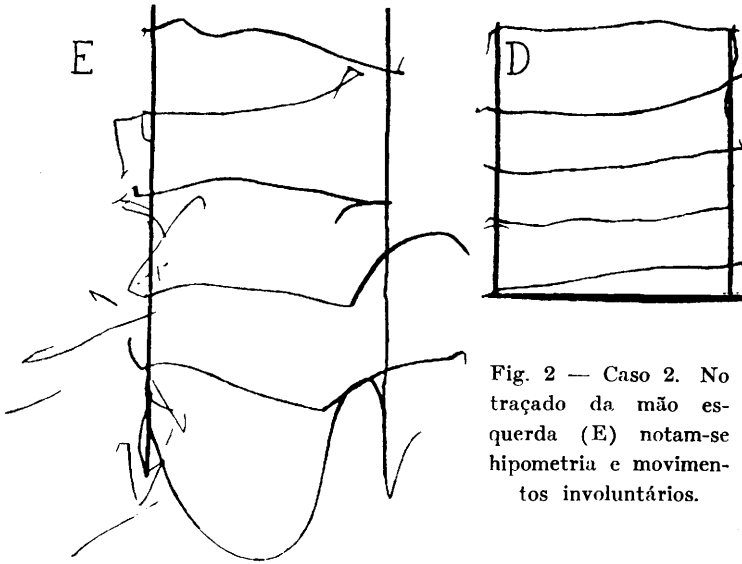 E
D
Fig. 2 — Caso 2. No
traçado da mão es-
querda (E) notam-se
hipometria e movimen-
tos involuntários.